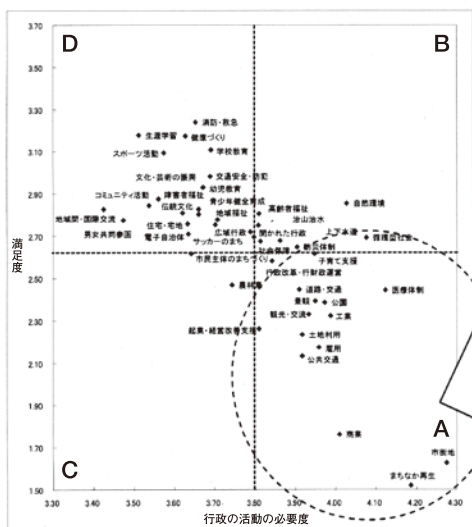 D
B
3.70
3.50
3.30
3.10
2.90
2.70
2.50
2.30
2.10
1.90
1.70
1.50
満足度
消防・救急
生涯学習
健康づくり
スポーツ活動
学校教育
文化・芸術の振興
交通安全・防犯
幼児教育
コミュニティ活動
障害者福祉
青少年健全育成
伝統文化
地域福祉
高齢者福祉
自然環境
地域間・国際交流
住宅・宅地
広域行政
開かれた行政
治山治水
上下水道
男女共同参画
電子自治体
サッカーのまち
社会保障
循環型社会
市民主体のまちづくり
防災体制
子育て支援
行政改革・行財政運営
農林業
道路・交通
医療体制
景観
公園
観光・交流
工業
起業・経営改善支援
土地利用
雇用
公共交通
商業
A
市街地
まちなか再生
C
3.30
3.40
3.50
3.60
3.70
3.80
3.90
4.00
4.10
4.20
4.30
行政の活動の必要度